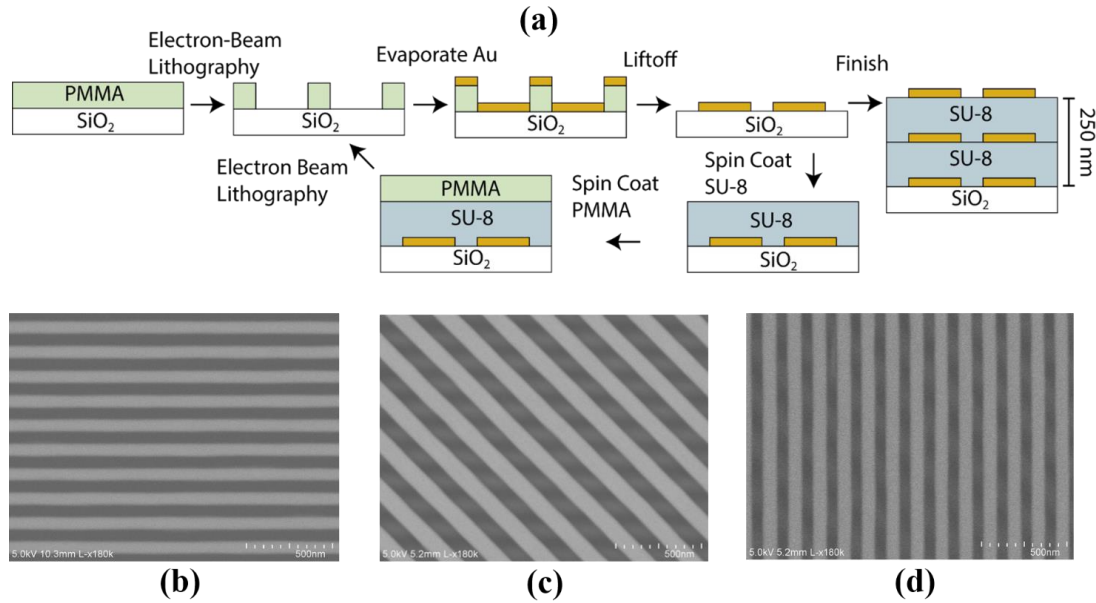 (a)
Electron-Beam
Lithography
Evaporate Au
Liftoff
Finish
PMMA
SiO₂
SiO₂
SiO₂
SiO₂
SU-8
SU-8
SiO₂
250 nm
Electron Beam
Lithography
PMMA
SU-8
SiO₂
Spin Coat
PMMA
Spin Coat
SU-8
SU-8
SiO₂
5.0kV 10.3mm L-x180k
500nm
5.0kV 5.2mm L-x180k
500nm
5.0kV 5.2mm L-x180k
500nm
(b)
(c)
(d)